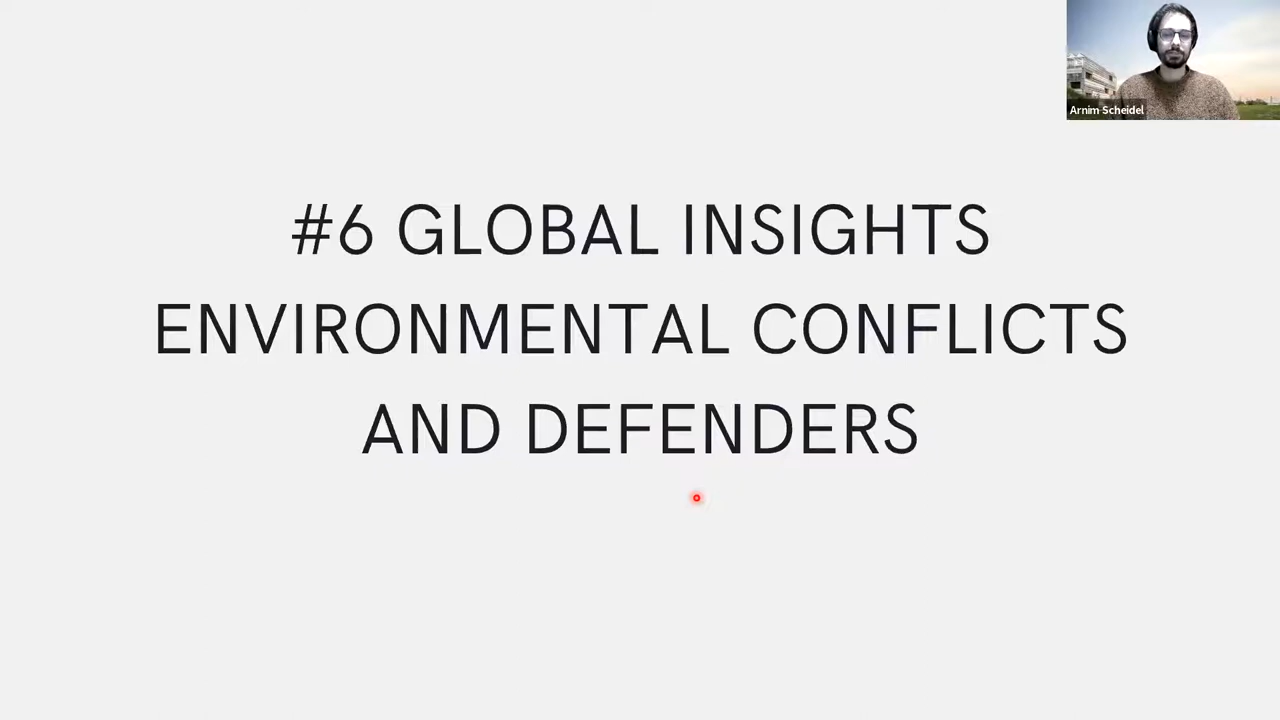 Arnim Scheidel
#6 GLOBAL INSIGHTS
ENVIRONMENTAL CONFLICTS
AND DEFENDERS